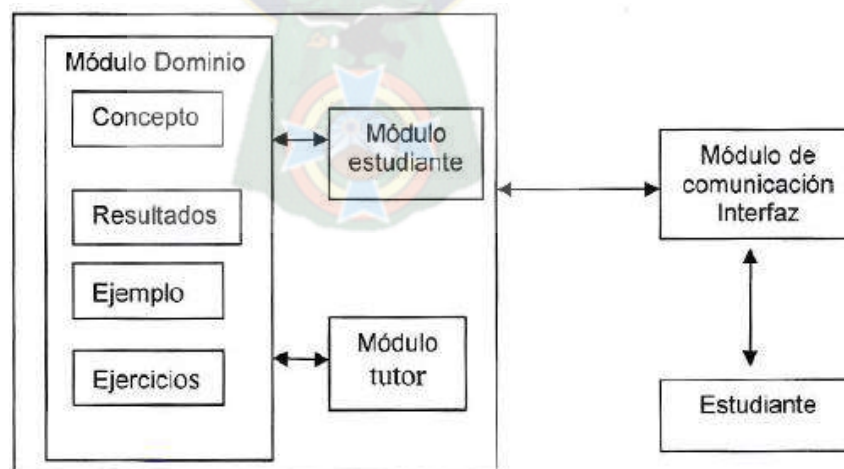 Módulo Dominio
Concepto
Resultados
Ejemplo
Ejercicios
Módulo
estudiante
Módulo
tutor
Módulo de
comunicación
Interfaz
Estudiante